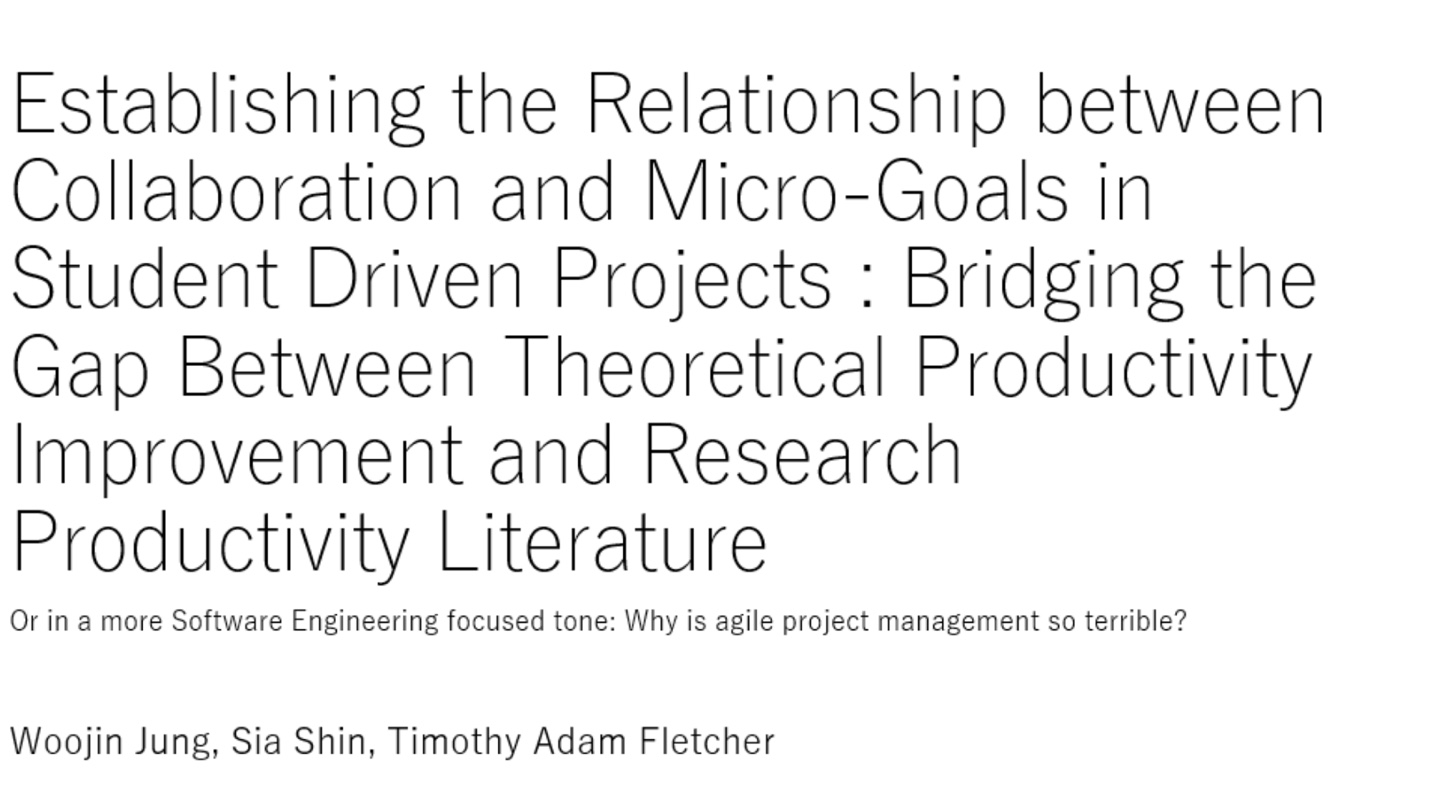 Establishing the Relationship between
Collaboration and Micro-Goals in
Student Driven Projects : Bridging the
Gap Between Theoretical Productivity
Improvement and Research
Productivity Literature
Or in a more Software Engineering focused tone: Why is agile project management so terrible?
Woojin Jung, Sia Shin, Timothy Adam Fletcher